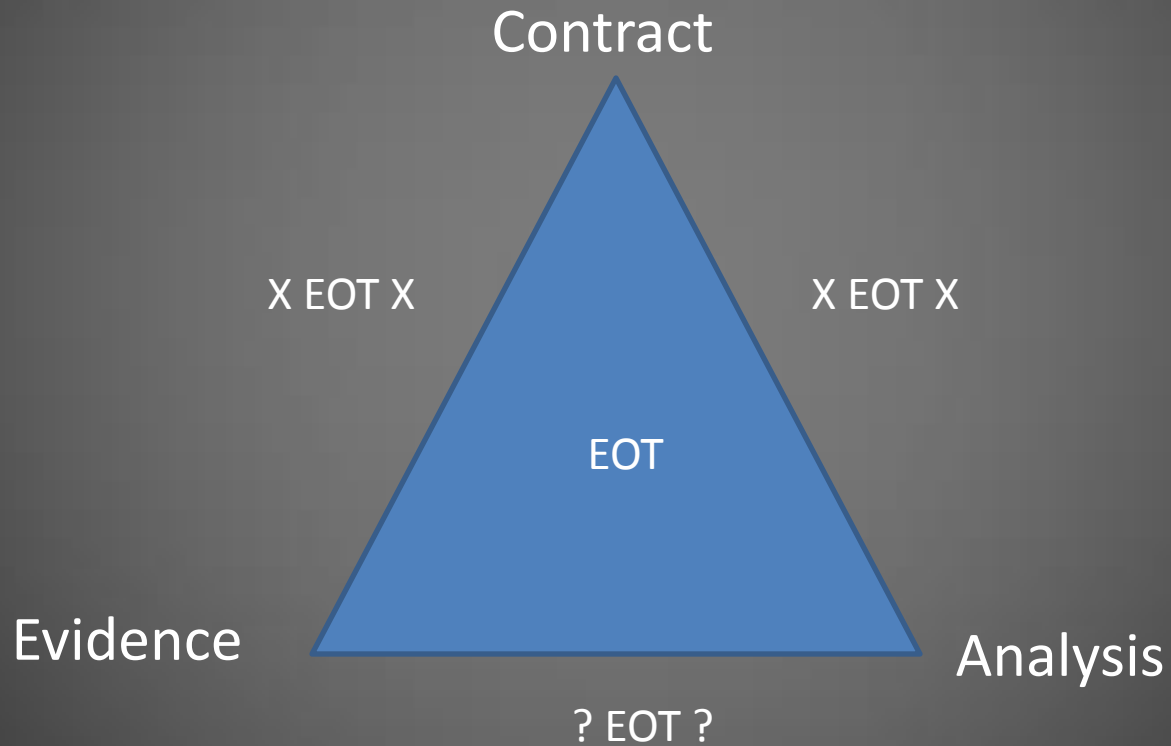 Contract
X EOT X
X EOT X
EOT
Evidence
Analysis
? EOT ?